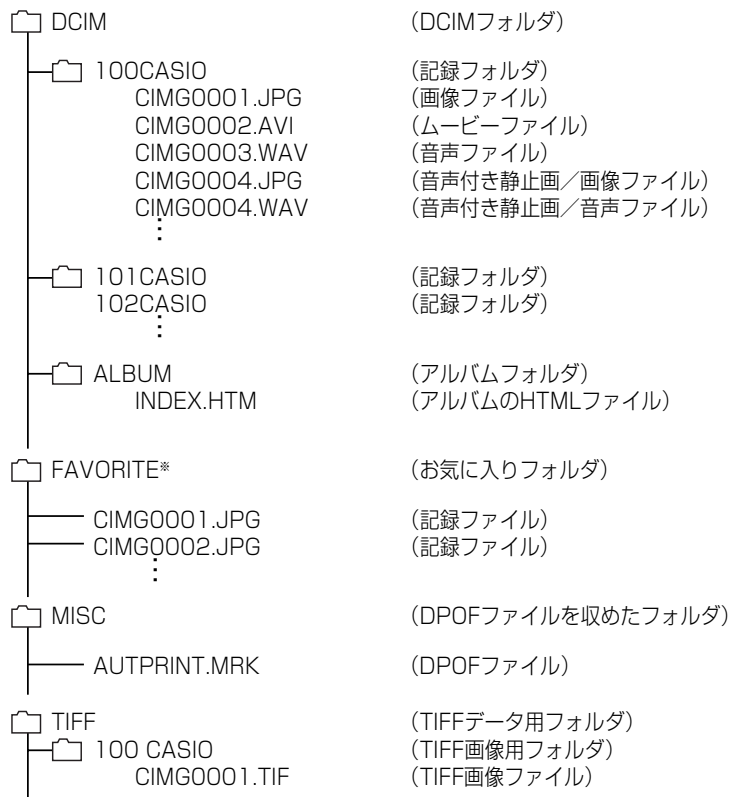 DCIM （DCIMフォルダ）
100CASIO （記録フォルダ）
CIMG0001.JPG （画像ファイル）
CIMG0002.AVI （ムービーファイル）
CIMG0003.WAV （音声ファイル）
CIMG0004.JPG （音声付き静止画／画像ファイル）
CIMG0004.WAV （音声付き静止画／音声ファイル）
101CASIO （記録フォルダ）
102CASIO （記録フォルダ）
ALBUM （アルバムフォルダ）
INDEX.HTM （アルバムのHTMLファイル）
FAVORITE※ （お気に入りフォルダ）
CIMG0001.JPG （記録ファイル）
CIMG0002.JPG （記録ファイル）
MISC （DPOFファイルを収めたフォルダ）
AUTPRINT.MRK （DPOFファイル）
TIFF （TIFFデータ用フォルダ）
100 CASIO （TIFF画像用フォルダ）
CIMG0001.TIF （TIFF画像ファイル）